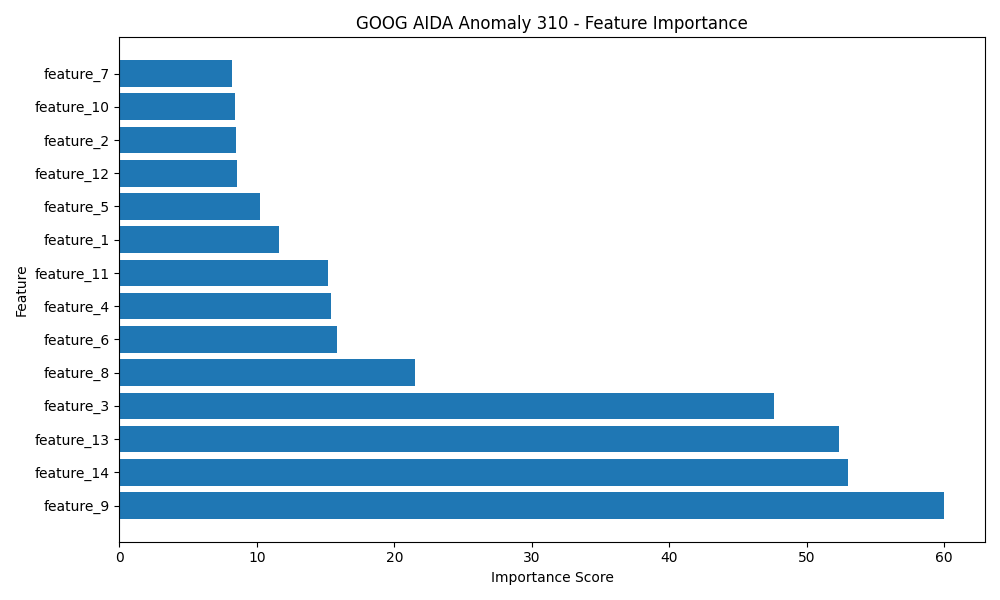 GOOG AIDA Anomaly 310 - Feature Importance
Feature
feature_7
feature_10
feature_2
feature_12
feature_5
feature_1
feature_11
feature_4
feature_6
feature_8
feature_3
feature_13
feature_14
feature_9
0 10 20 30 40 50 60
Importance Score